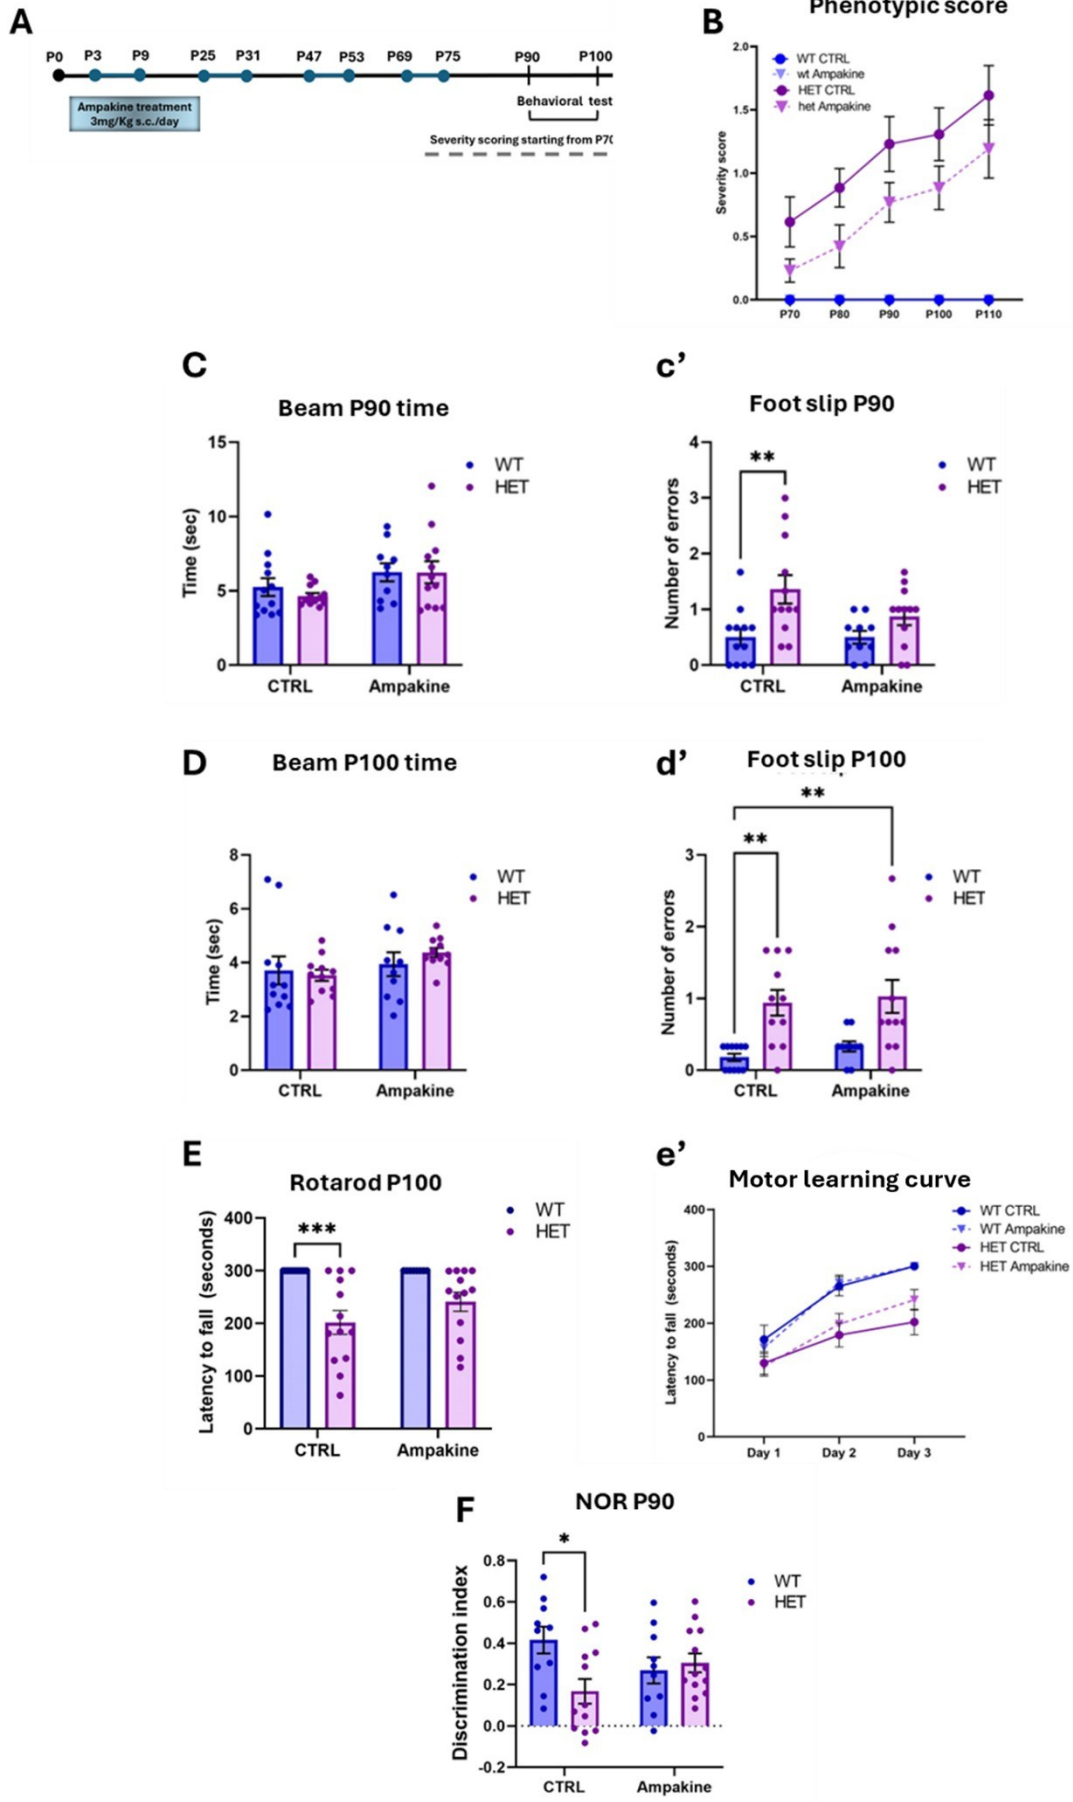 A
P0 P3 P9 P25 P31 P47 P53 P69 P75 P90 P100
Ampakine treatment
3mg/Kg s.c./day
Behavioral test
Severity scoring starting from P70
B
Phenotypic score
WT CTRL
wt Ampakine
HET CTRL
het Ampakine
Severity score
2.0
1.5
1.0
0.5
0.0
P70 P80 P90 P100 P110
C
Beam P90 time
WT
HET
Time (sec)
15
10
5
0
CTRL Ampakine
c’
Foot slip P90
WT
HET
**
Number of errors
4
3
2
1
0
CTRL Ampakine
D
Beam P100 time
WT
HET
Time (sec)
8
6
4
2
0
CTRL Ampakine
d’
Foot slip P100
**
**
WT
HET
Number of errors
3
2
1
0
CTRL Ampakine
E
Rotarod P100
WT
HET
***
Latency to fall (seconds)
400
300
200
100
0
CTRL Ampakine
e’
Motor learning curve
WT CTRL
WT Ampakine
HET CTRL
HET Ampakine
Latency to fall (seconds)
400
300
200
100
0
Day 1 Day 2 Day 3
F
NOR P90
*
WT
HET
Discrimination index
0.8
0.6
0.4
0.2
0.0
-0.2
CTRL Ampakine